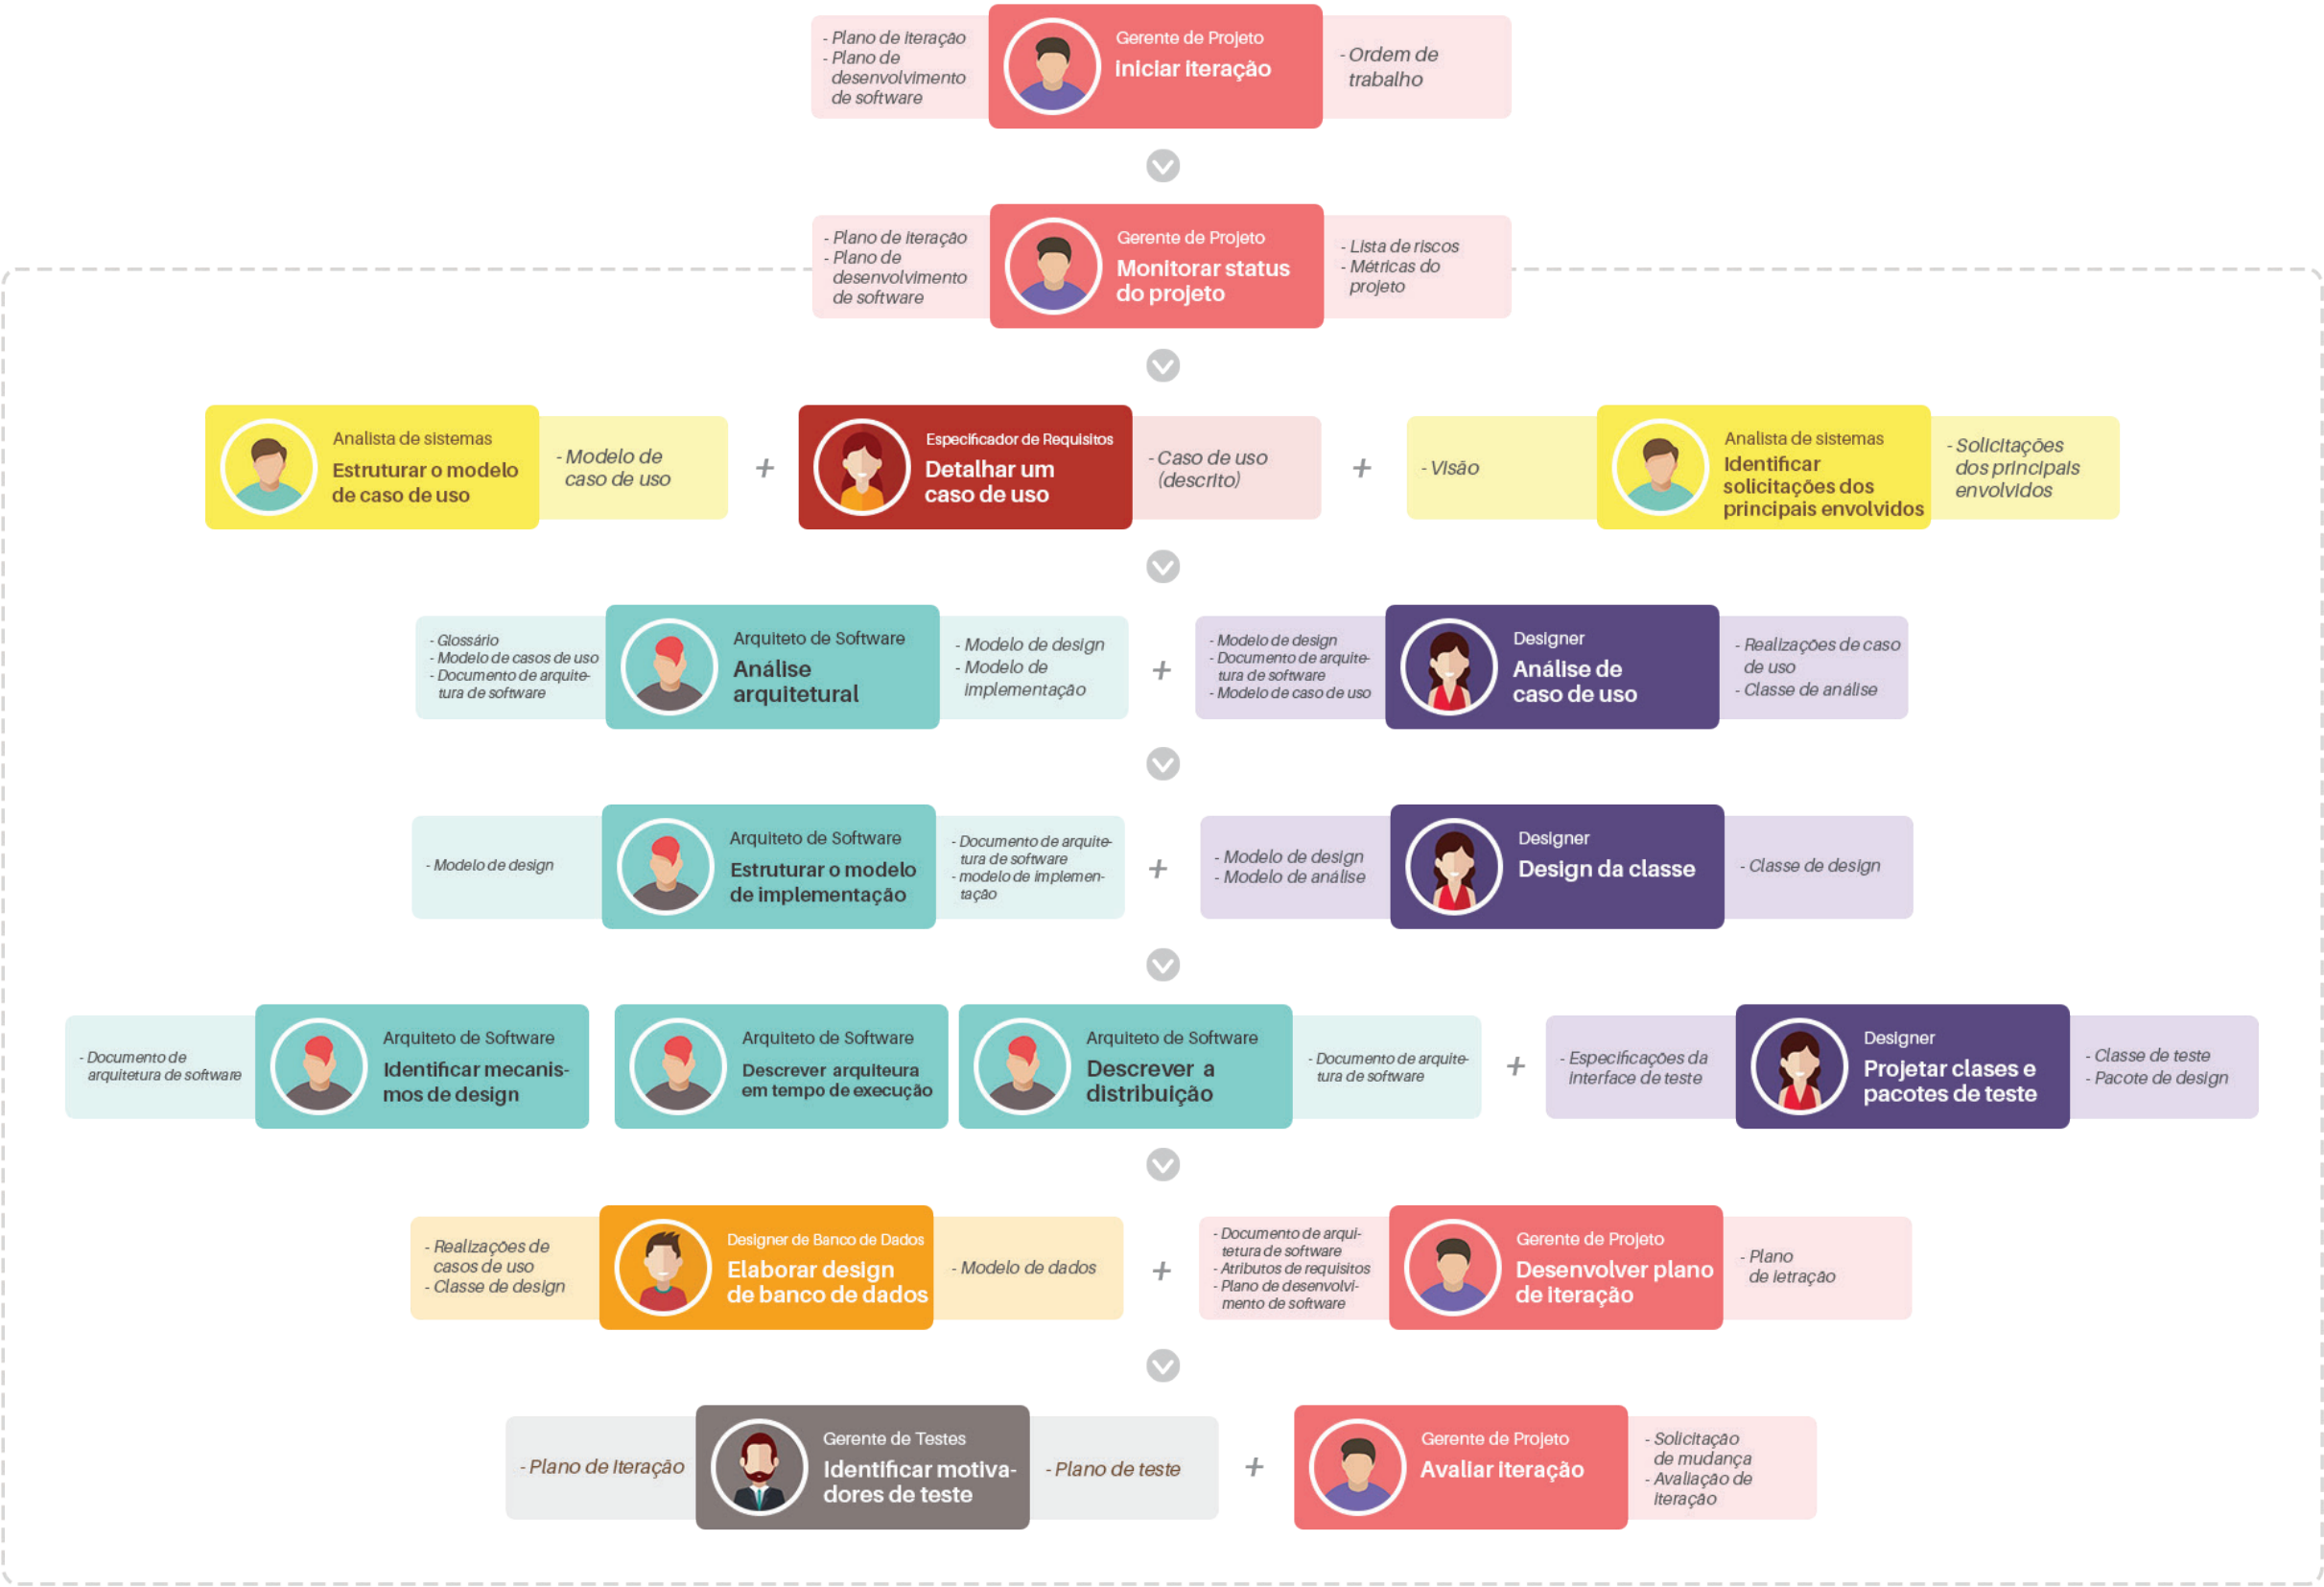 - Plano de iteração
- Plano de
desenvolvimento
de software
Gerente de Projeto
Iniciar iteração
- Ordem de
trabalho
- Plano de iteração
- Plano de
desenvolvimento
de software
Gerente de Projeto
Monitorar status
do projeto
- Lista de riscos
- Métricas do
projeto
Analista de sistemas
Estruturar o modelo
de caso de uso
- Modelo de
caso de uso
+
Especificador de Requisitos
Detalhar um
caso de uso
- Caso de uso
(descrito)
+
- Visão
Analista de sistemas
Identificar
solicitações dos
principais envolvidos
- Solicitações
dos principais
envolvidos
- Glossário
- Modelo de casos de uso
- Documento de arquite-
tura de software
Arquiteto de Software
Análise
arquitetural
- Modelo de design
- Modelo de
implementação
+
- Modelo de design
- Documento de arquite-
tura de software
- Modelo de caso de uso
Designer
Análise de
caso de uso
- Realizações de caso
de uso
- Classe de análise
- Modelo de design
Arquiteto de Software
Estruturar o modelo
de implementação
- Documento de arquite-
tura de software
- modelo de implemen-
tação
+
- Modelo de design
- Modelo de análise
Designer
Design da classe
- Classe de design
- Documento de
arquitetura de software
Arquiteto de Software
Identificar mecanis-
mos de design
Arquiteto de Software
Descrever arquiteura
em tempo de execução
Arquiteto de Software
Descrever a
distribuição
- Documento de arquite-
tura de software
+
- Especificações da
interface de teste
Designer
Projetar clases e
pacotes de teste
- Classe de teste
- Pacote de design
- Realizações de
casos de uso
- Classe de design
Designer de Banco de Dados
Elaborar design
de banco de dados
- Modelo de dados
+
- Documento de arqui-
tetura de software
- Atributos de requisitos
- Plano de desenvolvi-
mento de software
Gerente de Projeto
Desenvolver plano
de iteração
- Plano
de ietração
- Plano de Iteração
Gerente de Testes
Identificar motiva-
dores de teste
- Plano de teste
+
Gerente de Projeto
Avaliar iteração
- Solicitação
de mudança
- Avaliação de
iteração